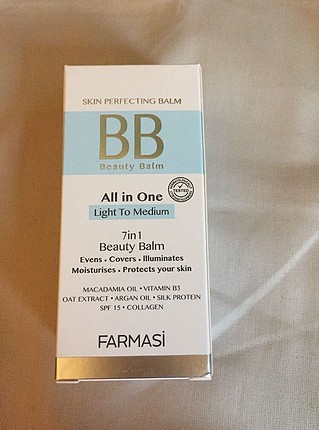 SKIN PERFECTING BALM
BB
Beauty Balm
All in One
TESTED
Light To Medium
7in1
Beauty Balm
Evens • Covers • Illuminates
Moisturises • Protects your skin
MACADAMIA OIL • VITAMIN B3
OAT EXTRACT • ARGAN OIL • SILK PROTEIN
SPF 15 • COLLAGEN
FARMASi